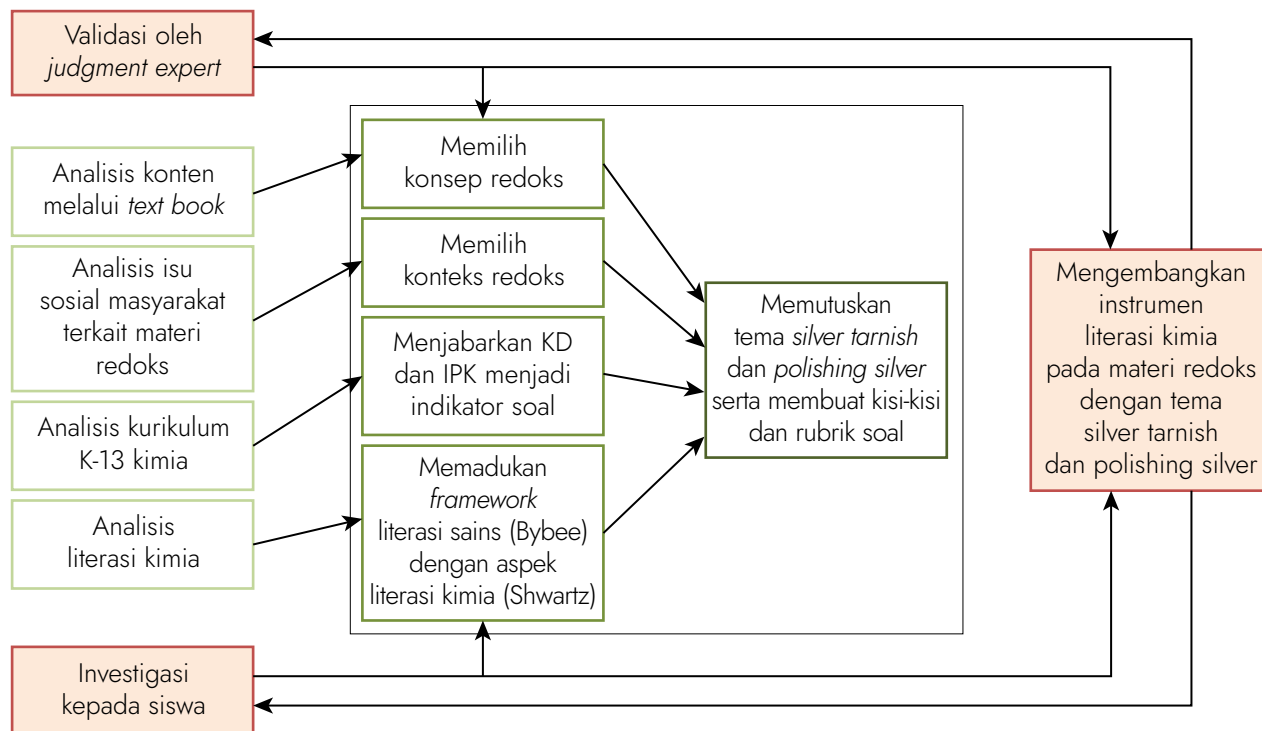 Validasi oleh
judgment expert
Analisis konten
melalui text book
Analisis isu
sosial masyarakat
terkait materi
redoks
Analisis kurikulum
K-13 kimia
Analisis
literasi kimia
Investigasi
kepada siswa
Memilih
konsep redoks
Memilih
konteks redoks
Menjabarkan KD
dan IPK menjadi
indikator soal
Memadukan
framework
literasi sains (Bybee)
dengan aspek
literasi kimia (Shwartz)
Memutuskan
tema silver tarnish
dan polishing silver
serta membuat kisi-kisi
dan rubrik soal
Mengembangkan
instrumen
literasi kimia
pada materi redoks
dengan tema
silver tarnish
dan polishing silver